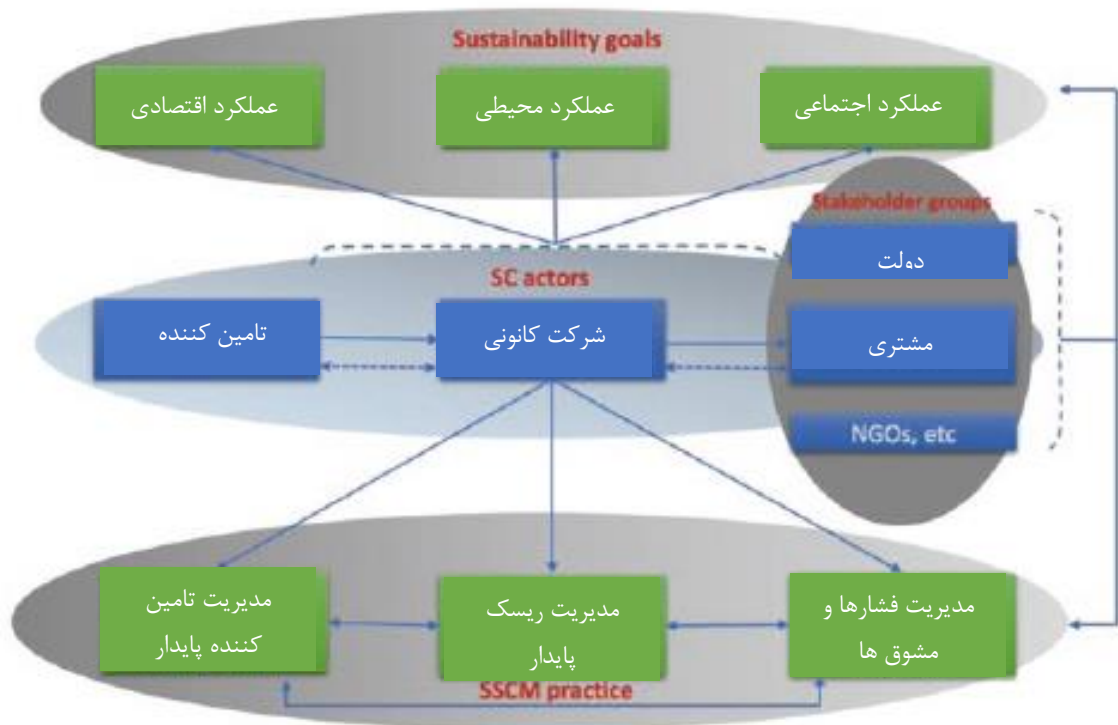 Sustainability goals
عملکرد اقتصادی
عملکرد محیطی
عملکرد اجتماعی
Stakeholder groups
دولت
SC actors
تامین کننده
شرکت کانونی
مشتری
NGOs, etc
مدیریت تامین
کننده پایدار
مدیریت ریسک
پایدار
مدیریت فشارها و
مشوق ها
SSCM practice